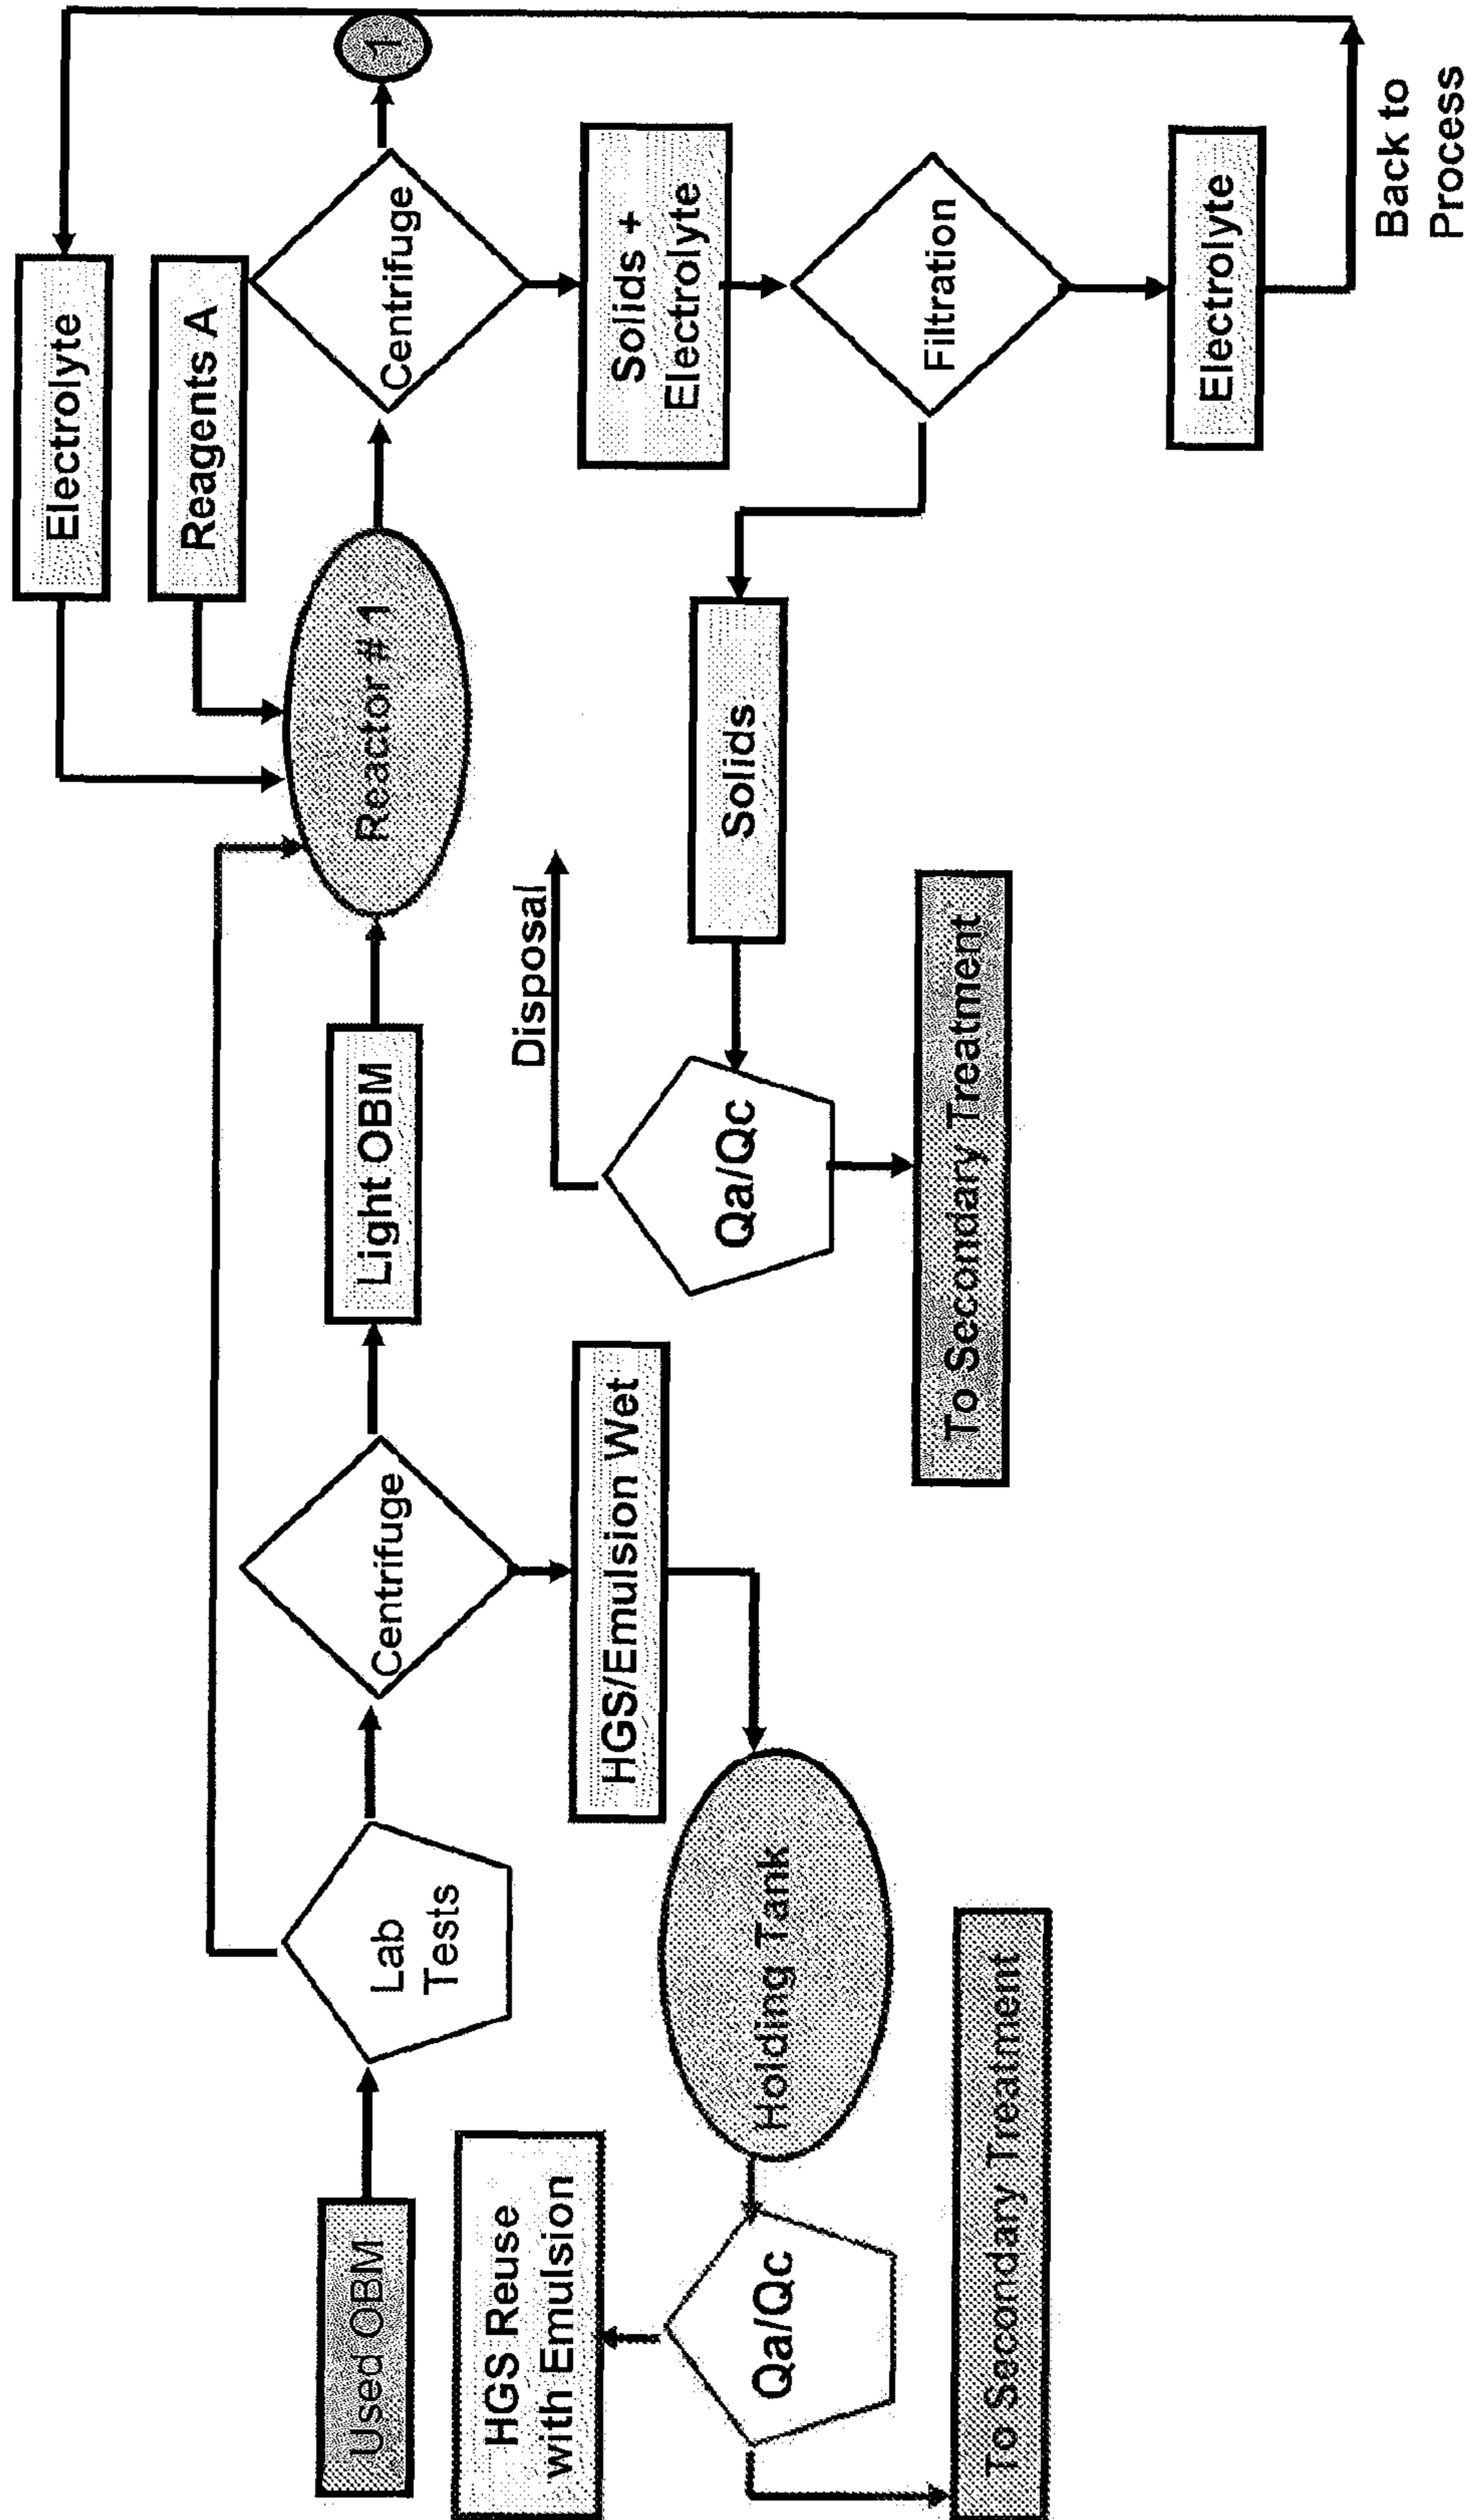 Electrolyte
Reagents A
1
Used OBM
Lab
Tests
Centrifuge
Light OBM
Reactor # 1
Centrifuge
HGS Reuse
with Emulsion
HGS/Emulsion Wet
Disposal
Solids +
Electrolyte
Qa/Qc
Holding Tank
Qa/Qc
Solids
Filtration
To Secondary Treatment
To Secondary Treatment
Electrolyte
Back to
Process